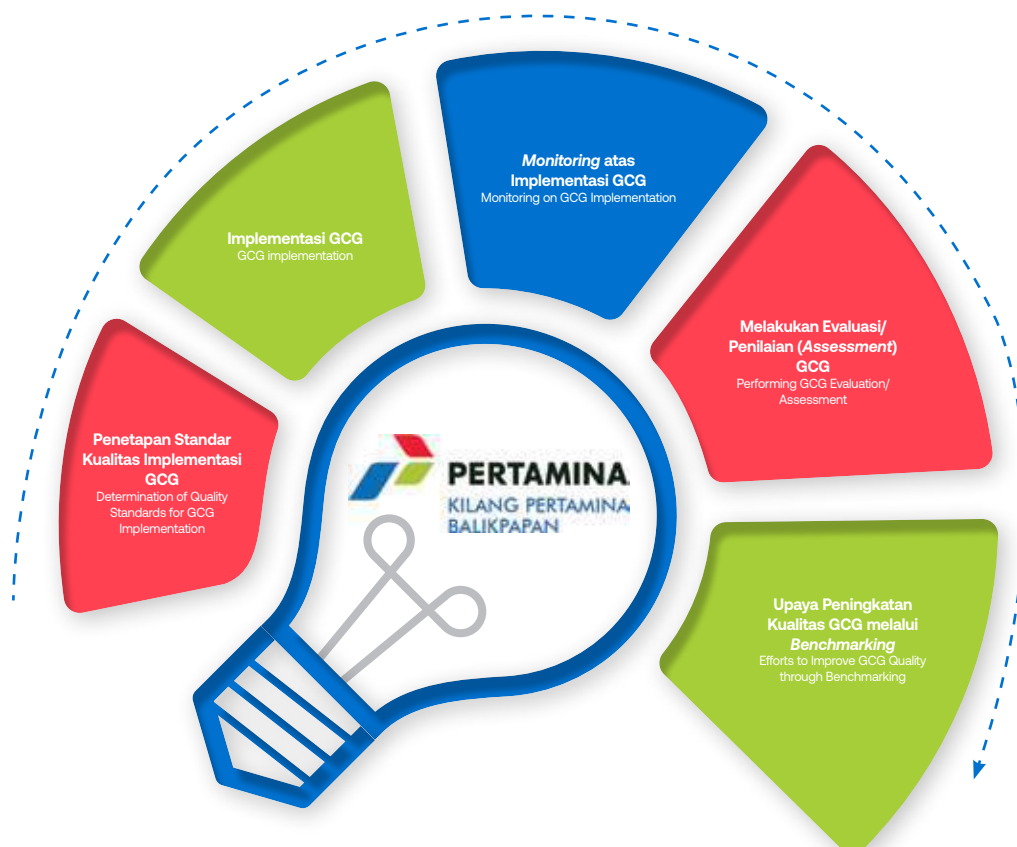 Penetapan Standar
Kualitas Implementasi
GCG
Determination of Quality
Standards for GCG
Implementation
Implementasi GCG
GCG implementation
Monitoring atas
Implementasi GCG
Monitoring on GCG Implementation
Melakukan Evaluasi/
Penilaian (Assessment)
GCG
Performing GCG Evaluation/
Assessment
Upaya Peningkatan
Kualitas GCG melalui
Benchmarking
Efforts to Improve GCG Quality
through Benchmarking
PERTAMINA
KILANG PERTAMINA
BALIKPAPAN